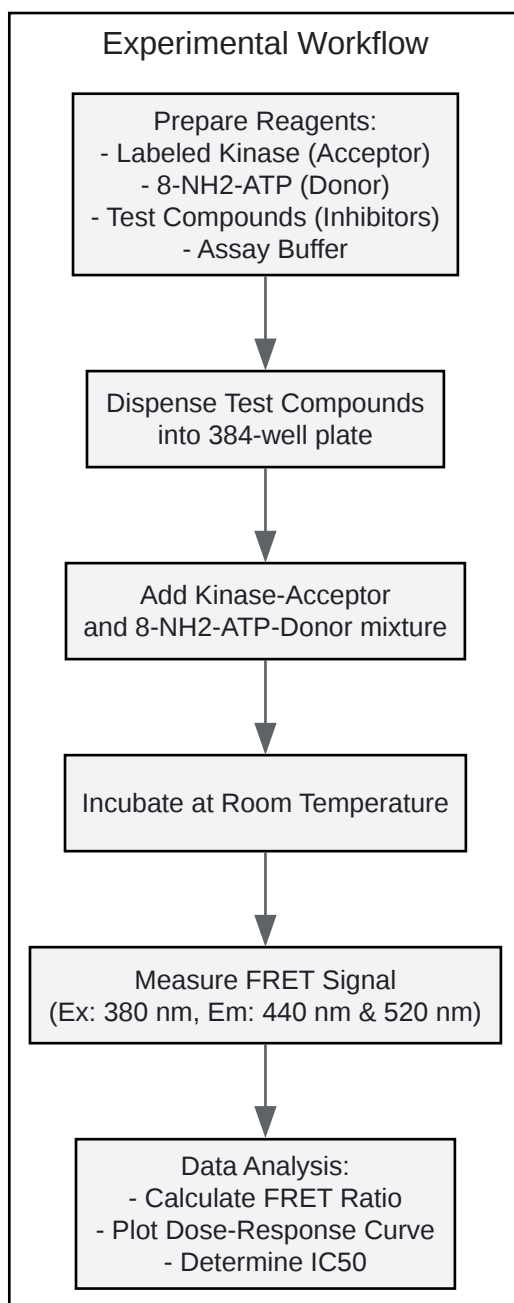 Experimental Workflow
Prepare Reagents:
- Labeled Kinase (Acceptor)
- 8-NH2-ATP (Donor)
- Test Compounds (Inhibitors)
- Assay Buffer
Dispense Test Compounds
into 384-well plate
Add Kinase-Acceptor
and 8-NH2-ATP-Donor mixture
Incubate at Room Temperature
Measure FRET Signal
(Ex: 380 nm, Em: 440 nm & 520 nm)
Data Analysis:
- Calculate FRET Ratio
- Plot Dose-Response Curve
- Determine IC50